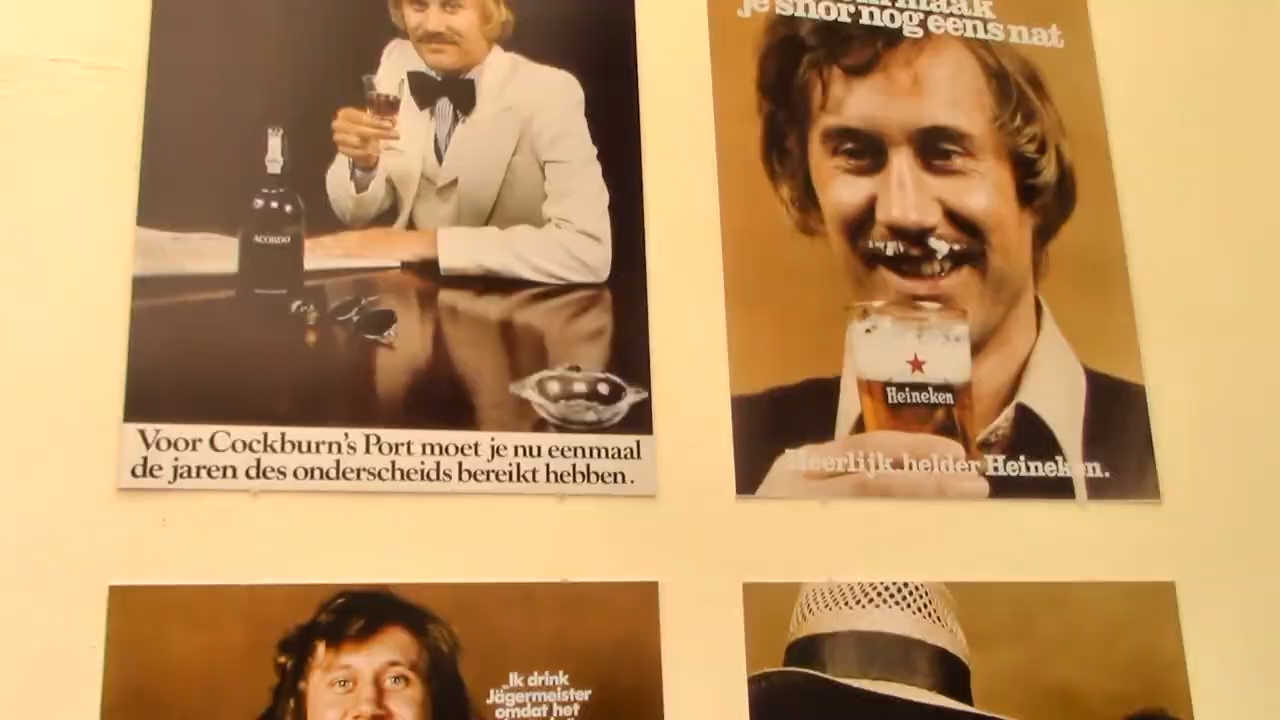 maak
je snor nog eens nat
ACORDO
Heineken
Heerlijk helder Heineken.
Voor Cockburn's Port moet je nu eenmaal
de jaren des onderscheids bereikt hebben.
„Ik drink
Jägermeister
omdat het